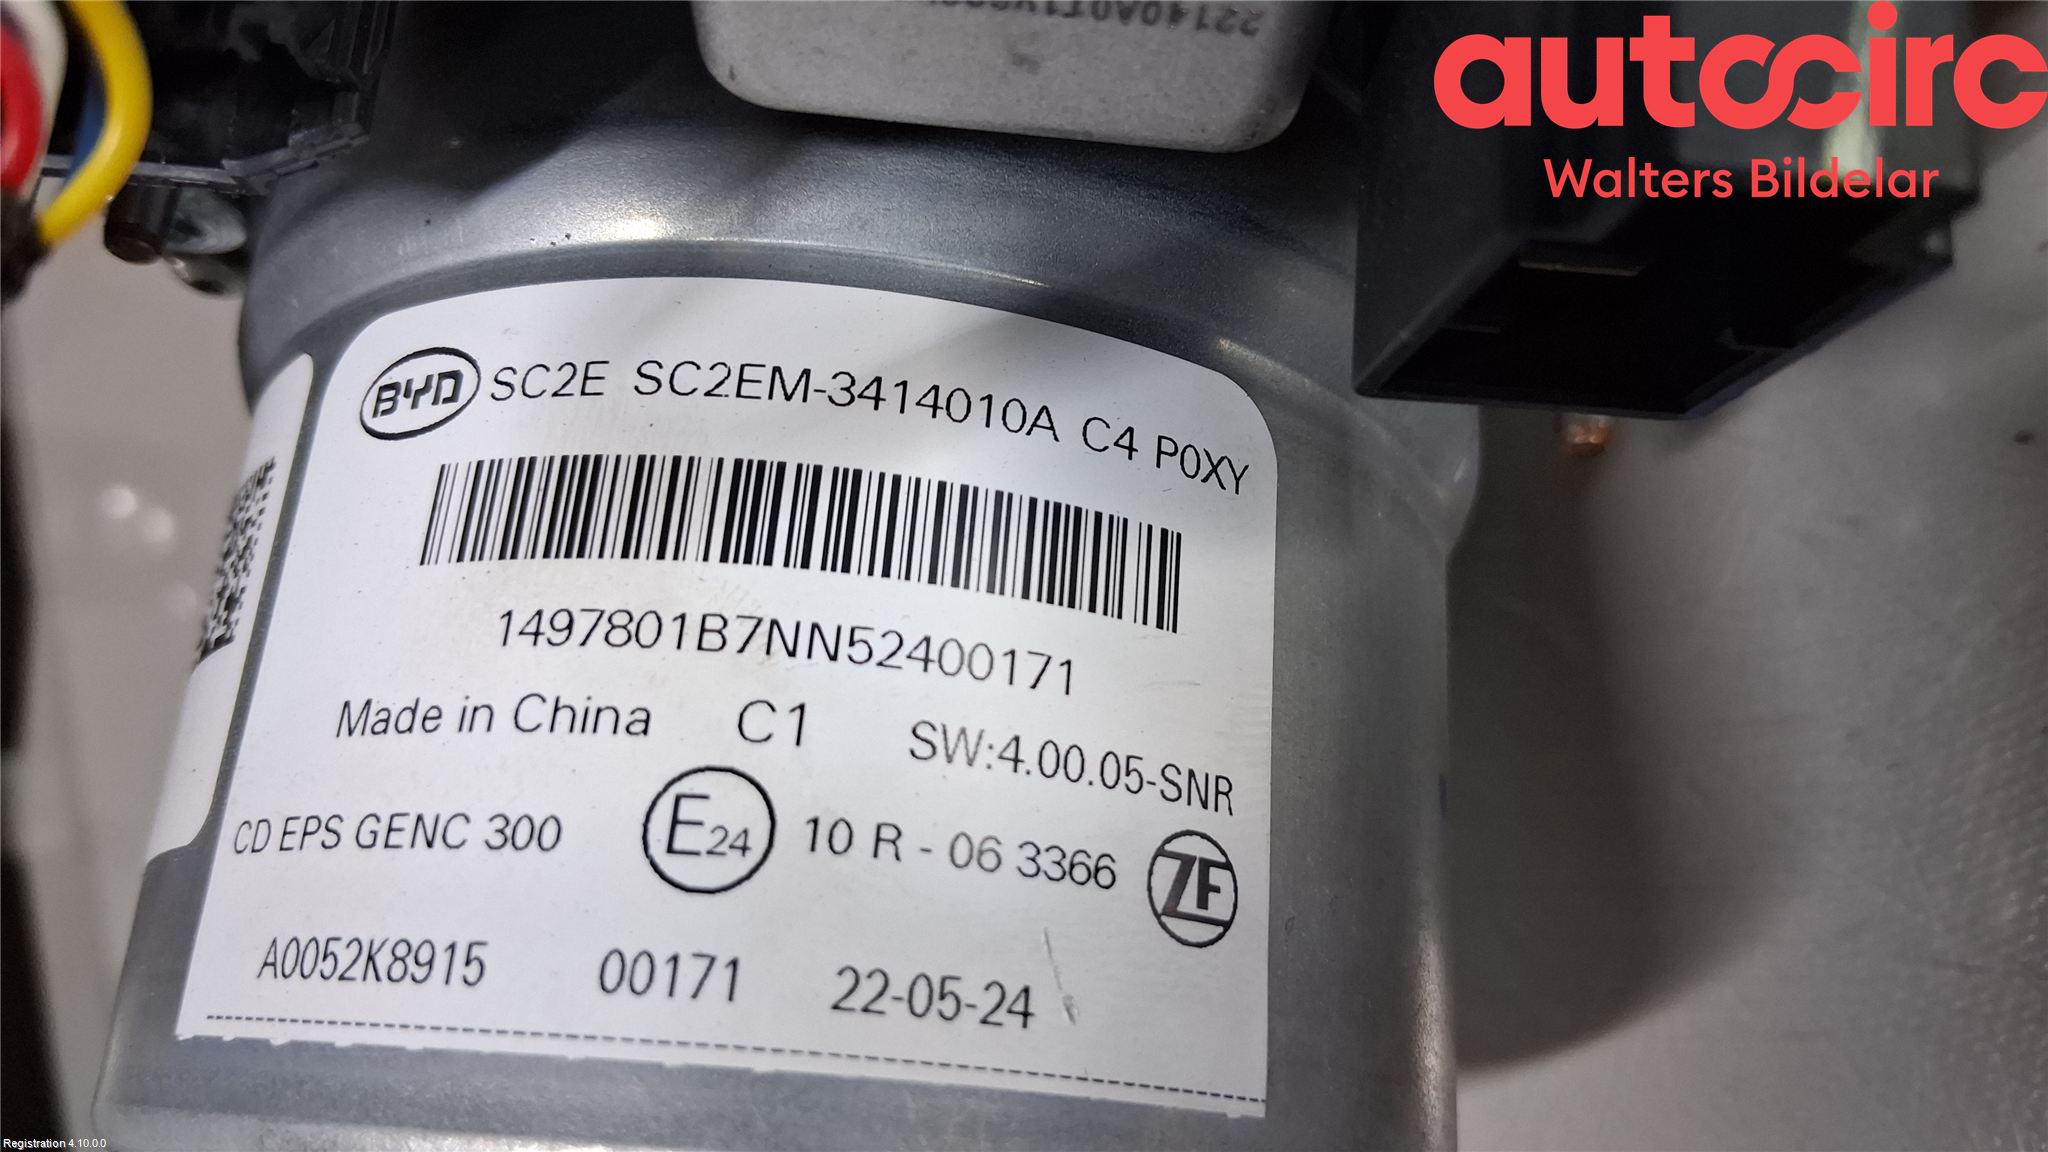 autocirc
Walters Bildelar
BYD SC2E SC2EM-3414010A C4 P0XY
1497801B7NN52400171
Made in China C1 SW:4.00.05-SNR
CD EPS GENC 300 E24 10 R - 06 3366 ZF
A0052K8915 00171 22-05-24
Registration 4.10.0.0